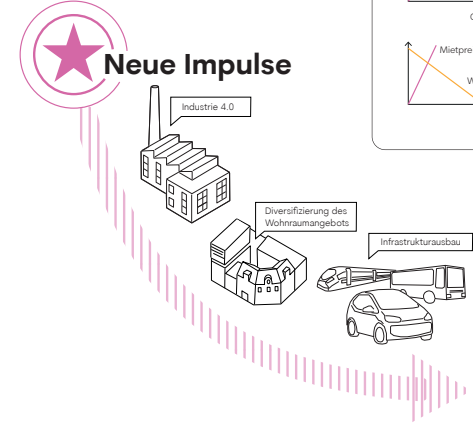 Neue Impulse
Industrie 4.0
Diversifizierung des
Wohnraumangebots
Infrastrukturausbau